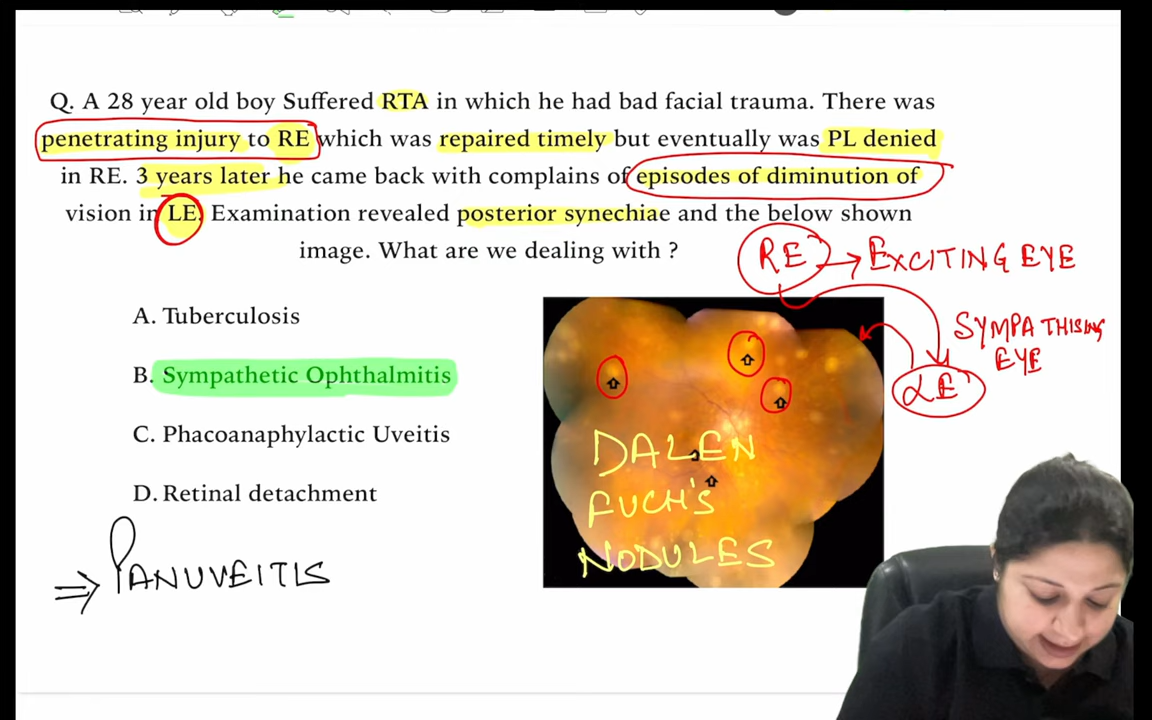 Q. A 28 year old boy Suffered RTA in which he had bad facial trauma. There was
penetrating injury to RE which was repaired timely but eventually was PL denied
in RE. 3 years later he came back with complains of episodes of diminution of
vision in LE. Examination revealed posterior synechiae and the below shown
image. What are we dealing with ?
RE → EXCITING EYE
A. Tuberculosis
SYMPATHISING
EYE
B. Sympathetic Ophthalmitis
LE
C. Phacoanaphylactic Uveitis
D. Retinal detachment
DALEN
FUCH'S
NODULES
⇒ PANUVEITIS